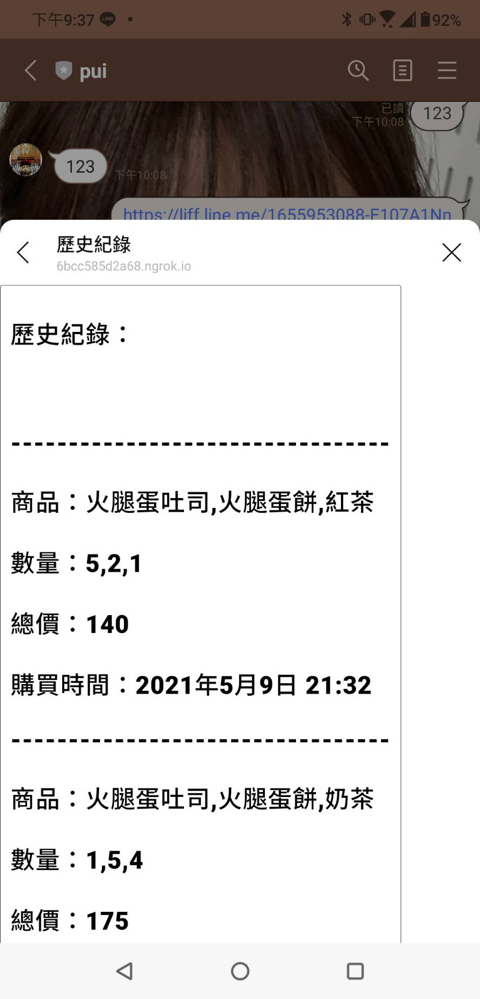 下午9:37 LINE
92%
pui
已讀
下午10:08
123
123
下午10:08
https://liff.line.me/1655953088-F107A1Nn
歷史紀錄
6bcc585d2a68.ngrok.io
歷史紀錄：
---------------------------------
商品：火腿蛋吐司,火腿蛋餅,紅茶
數量：5,2,1
總價：140
購買時間：2021年5月9日 21:32
---------------------------------
商品：火腿蛋吐司,火腿蛋餅,奶茶
數量：1,5,4
總價：175